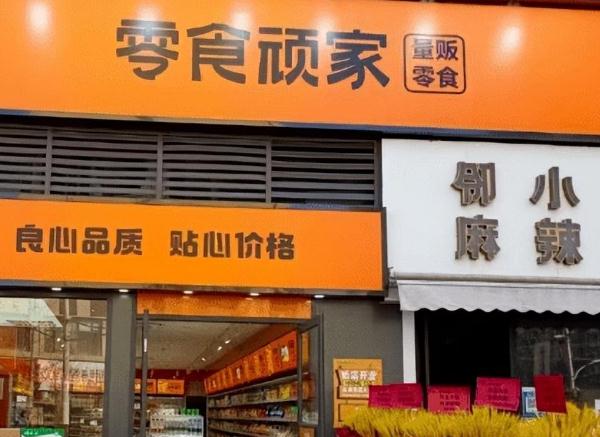 零食顽家
量贩
零食
良心品质 贴心价格
邻小
麻辣